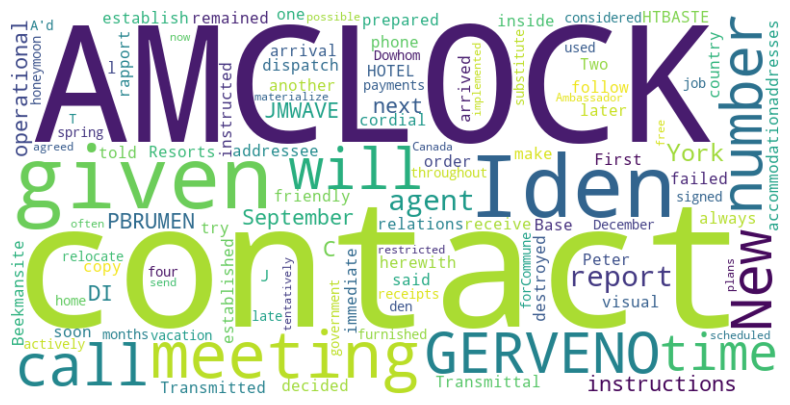 establish remained one prepared inside considered HTBASTE
A'd now possible
honeymoon l rapport arrival dispatch phone Dowhom used Two country
operational AMCLOCK number
T another HOTEL payments arrived implemented substitute follow job
spring instructed materialize JMWAVE next cordial Ambassador later
agreed told Resorts addressee Canada order make First York free
given will Iden accommodationaddresses
throughout failed signed
friendly agent receive always
PBRUMEN September relations Base December
contact New
Beekmansite relocate try often restricted herewith Peter plans
copy four C said report
DI J den immediate visual destroyed forCommune
home soon established late tentatively receipts furnished send
months vacation government scheduled
call meeting GERVENO time
actively decided
Transmitted Transmittal instructions